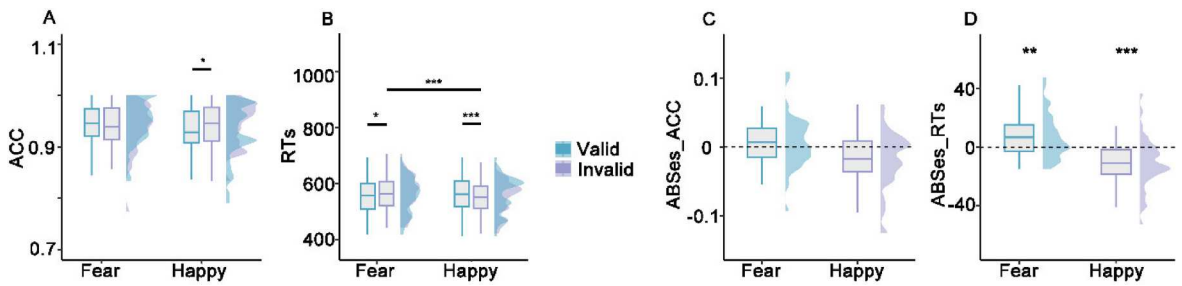 A
ACC
1.1
0.9
0.7
*
Fear
Happy
B
RTs
1000
800
600
400
***
*
***
Fear
Happy
Valid
Invalid
C
ABSes_ACC
0.1
0
-0.1
Fear
Happy
D
ABSes_RTs
40
0
-40
**
***
Fear
Happy